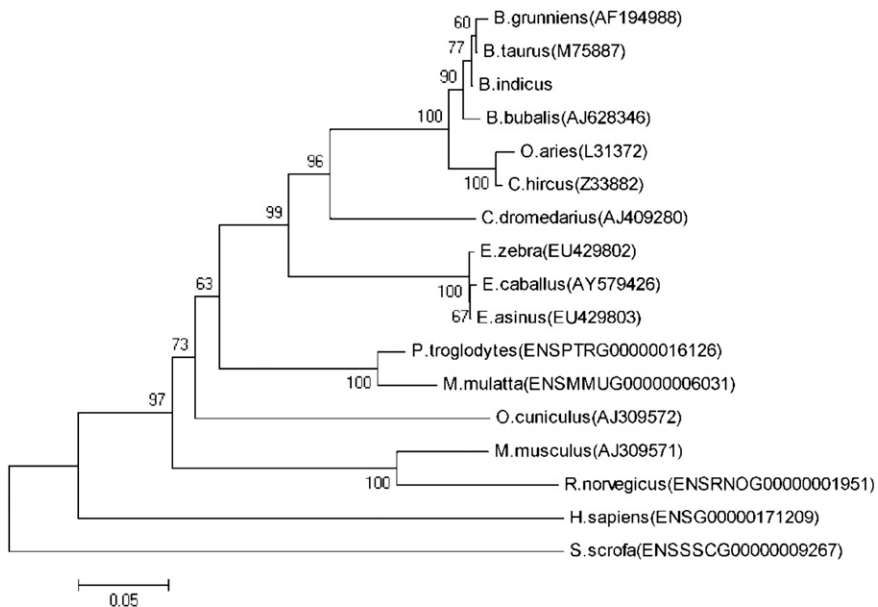 60
B.grunniens(AF194988)
77
B.taurus(M75887)
90
B.indicus
100
B.bubalis(AJ628346)
96
O.aries(L31372)
100
C.hircus(Z33882)
99
C.dromedarius(AJ409280)
E.zebra(EU429802)
63
100
E.caballus(AY579426)
67
E.asinus(EU429803)
73
P.troglodytes(ENSPTRG00000016126)
100
M.mulatta(ENSMMUG00000006031)
97
O.cuniculus(AJ309572)
M.musculus(AJ309571)
100
R.norvegicus(ENSRNOG00000001951)
H.sapiens(ENSG00000171209)
S.scrofa(ENSSSCG00000009267)
0.05